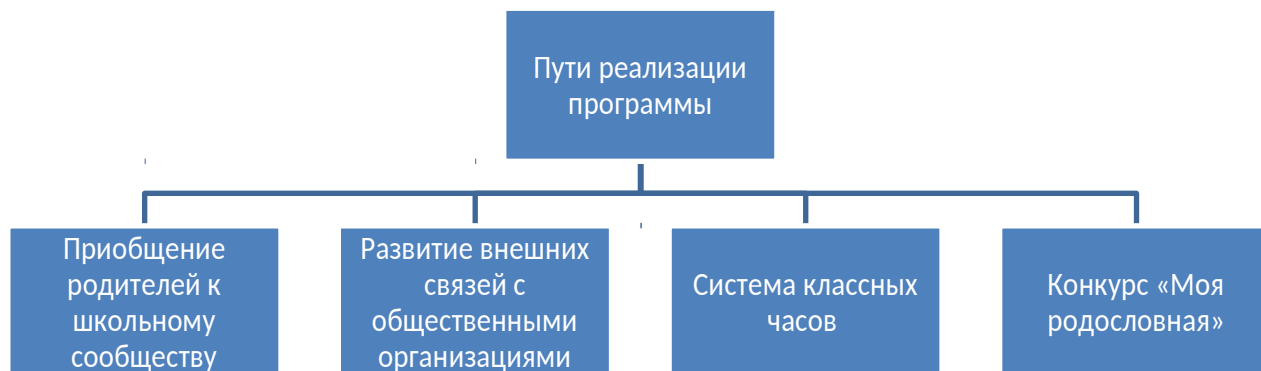 Пути реализации
программы
Приобщение
родителей к
школьному
сообществу
Развитие внешних
связей с
общественными
организациями
Система классных
часов
Конкурс «Моя
родословная»